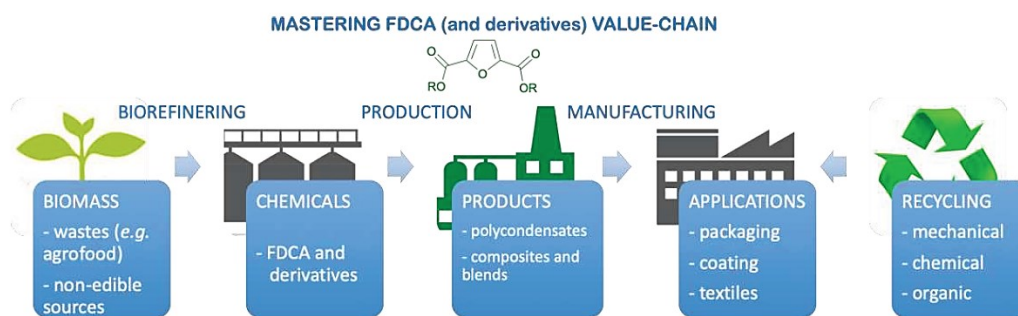 MASTERING FDCA (and derivatives) VALUE-CHAIN
O
O
O
RO
OR
BIOREFINERING
PRODUCTION
MANUFACTURING
BIOMASS
- wastes (e.g.
agrofood)
- non-edible
sources
CHEMICALS
- FDCA and
derivatives
PRODUCTS
- polycondensates
- composites and
blends
APPLICATIONS
- packaging
- coating
- textiles
RECYCLING
- mechanical
- chemical
- organic